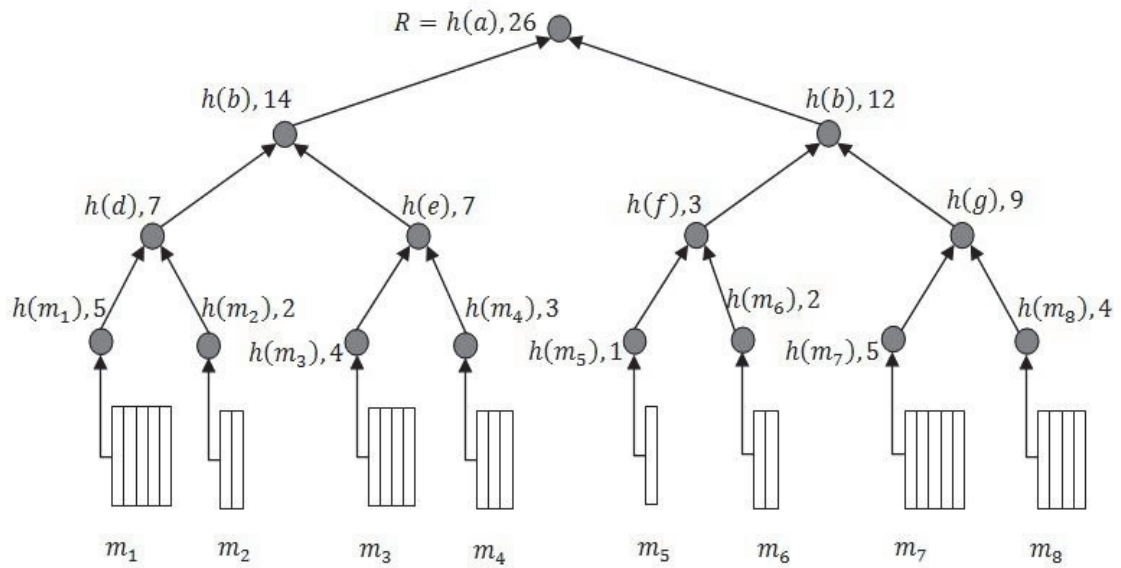 R = h(a), 26
h(b), 14
h(b), 12
h(d), 7
h(e), 7
h(f), 3
h(g), 9
h(m₁), 5
h(m₂), 2
h(m₃), 4
h(m₄), 3
h(m₅), 1
h(m₆), 2
h(m₇), 5
h(m₈), 4
m₁
m₂
m₃
m₄
m₅
m₆
m₇
m₈